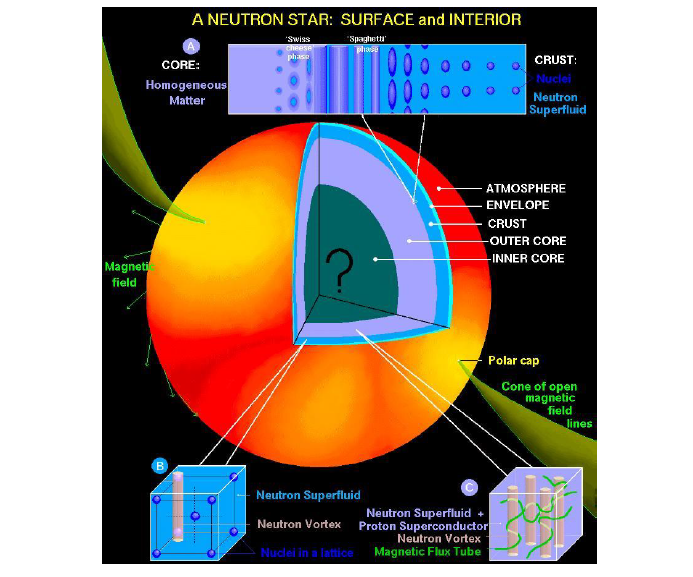 A NEUTRON STAR: SURFACE and INTERIOR
'Swiss
cheese
phase
'Spaghetti'
phase
A
CORE:
Homogeneous
Matter
CRUST:
Nuclei
Neutron
Superfluid
ATMOSPHERE
ENVELOPE
CRUST
OUTER CORE
INNER CORE
?
Magnetic
field
Polar cap
Cone of open
magnetic
field
lines
B
Neutron Superfluid
Neutron Vortex
Nuclei in a lattice
C
Neutron Superfluid +
Proton Superconductor
Neutron Vortex
Magnetic Flux Tube